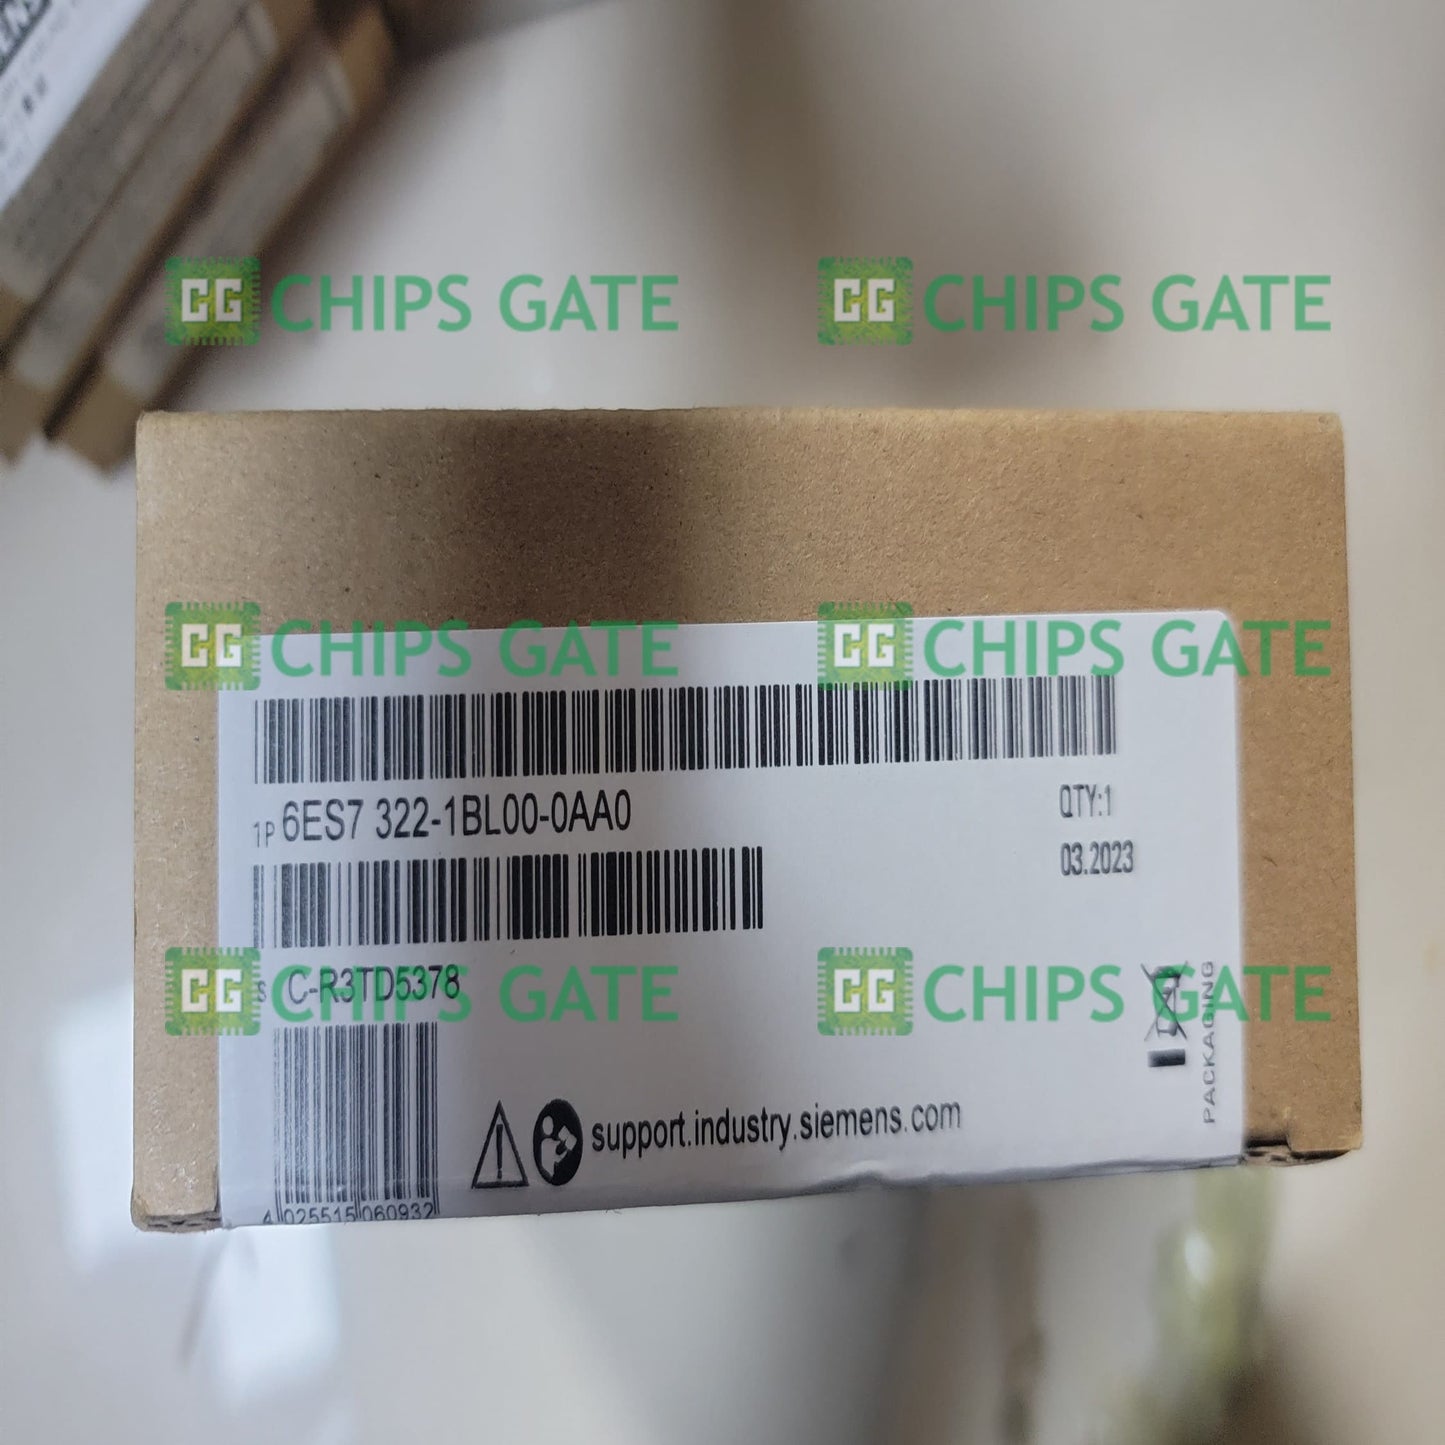 CG CHIPS GATE CG CHIPS GATE
CG CHIPS GATE CG CHIPS GATE
1P 6ES7 322-1BL00-0AA0
QTY:1
03.2023
S C-R3TD5378
CG CHIPS GATE CG CHIPS GATE
PACKAGING
support.industry.siemens.com
4 025515 060932